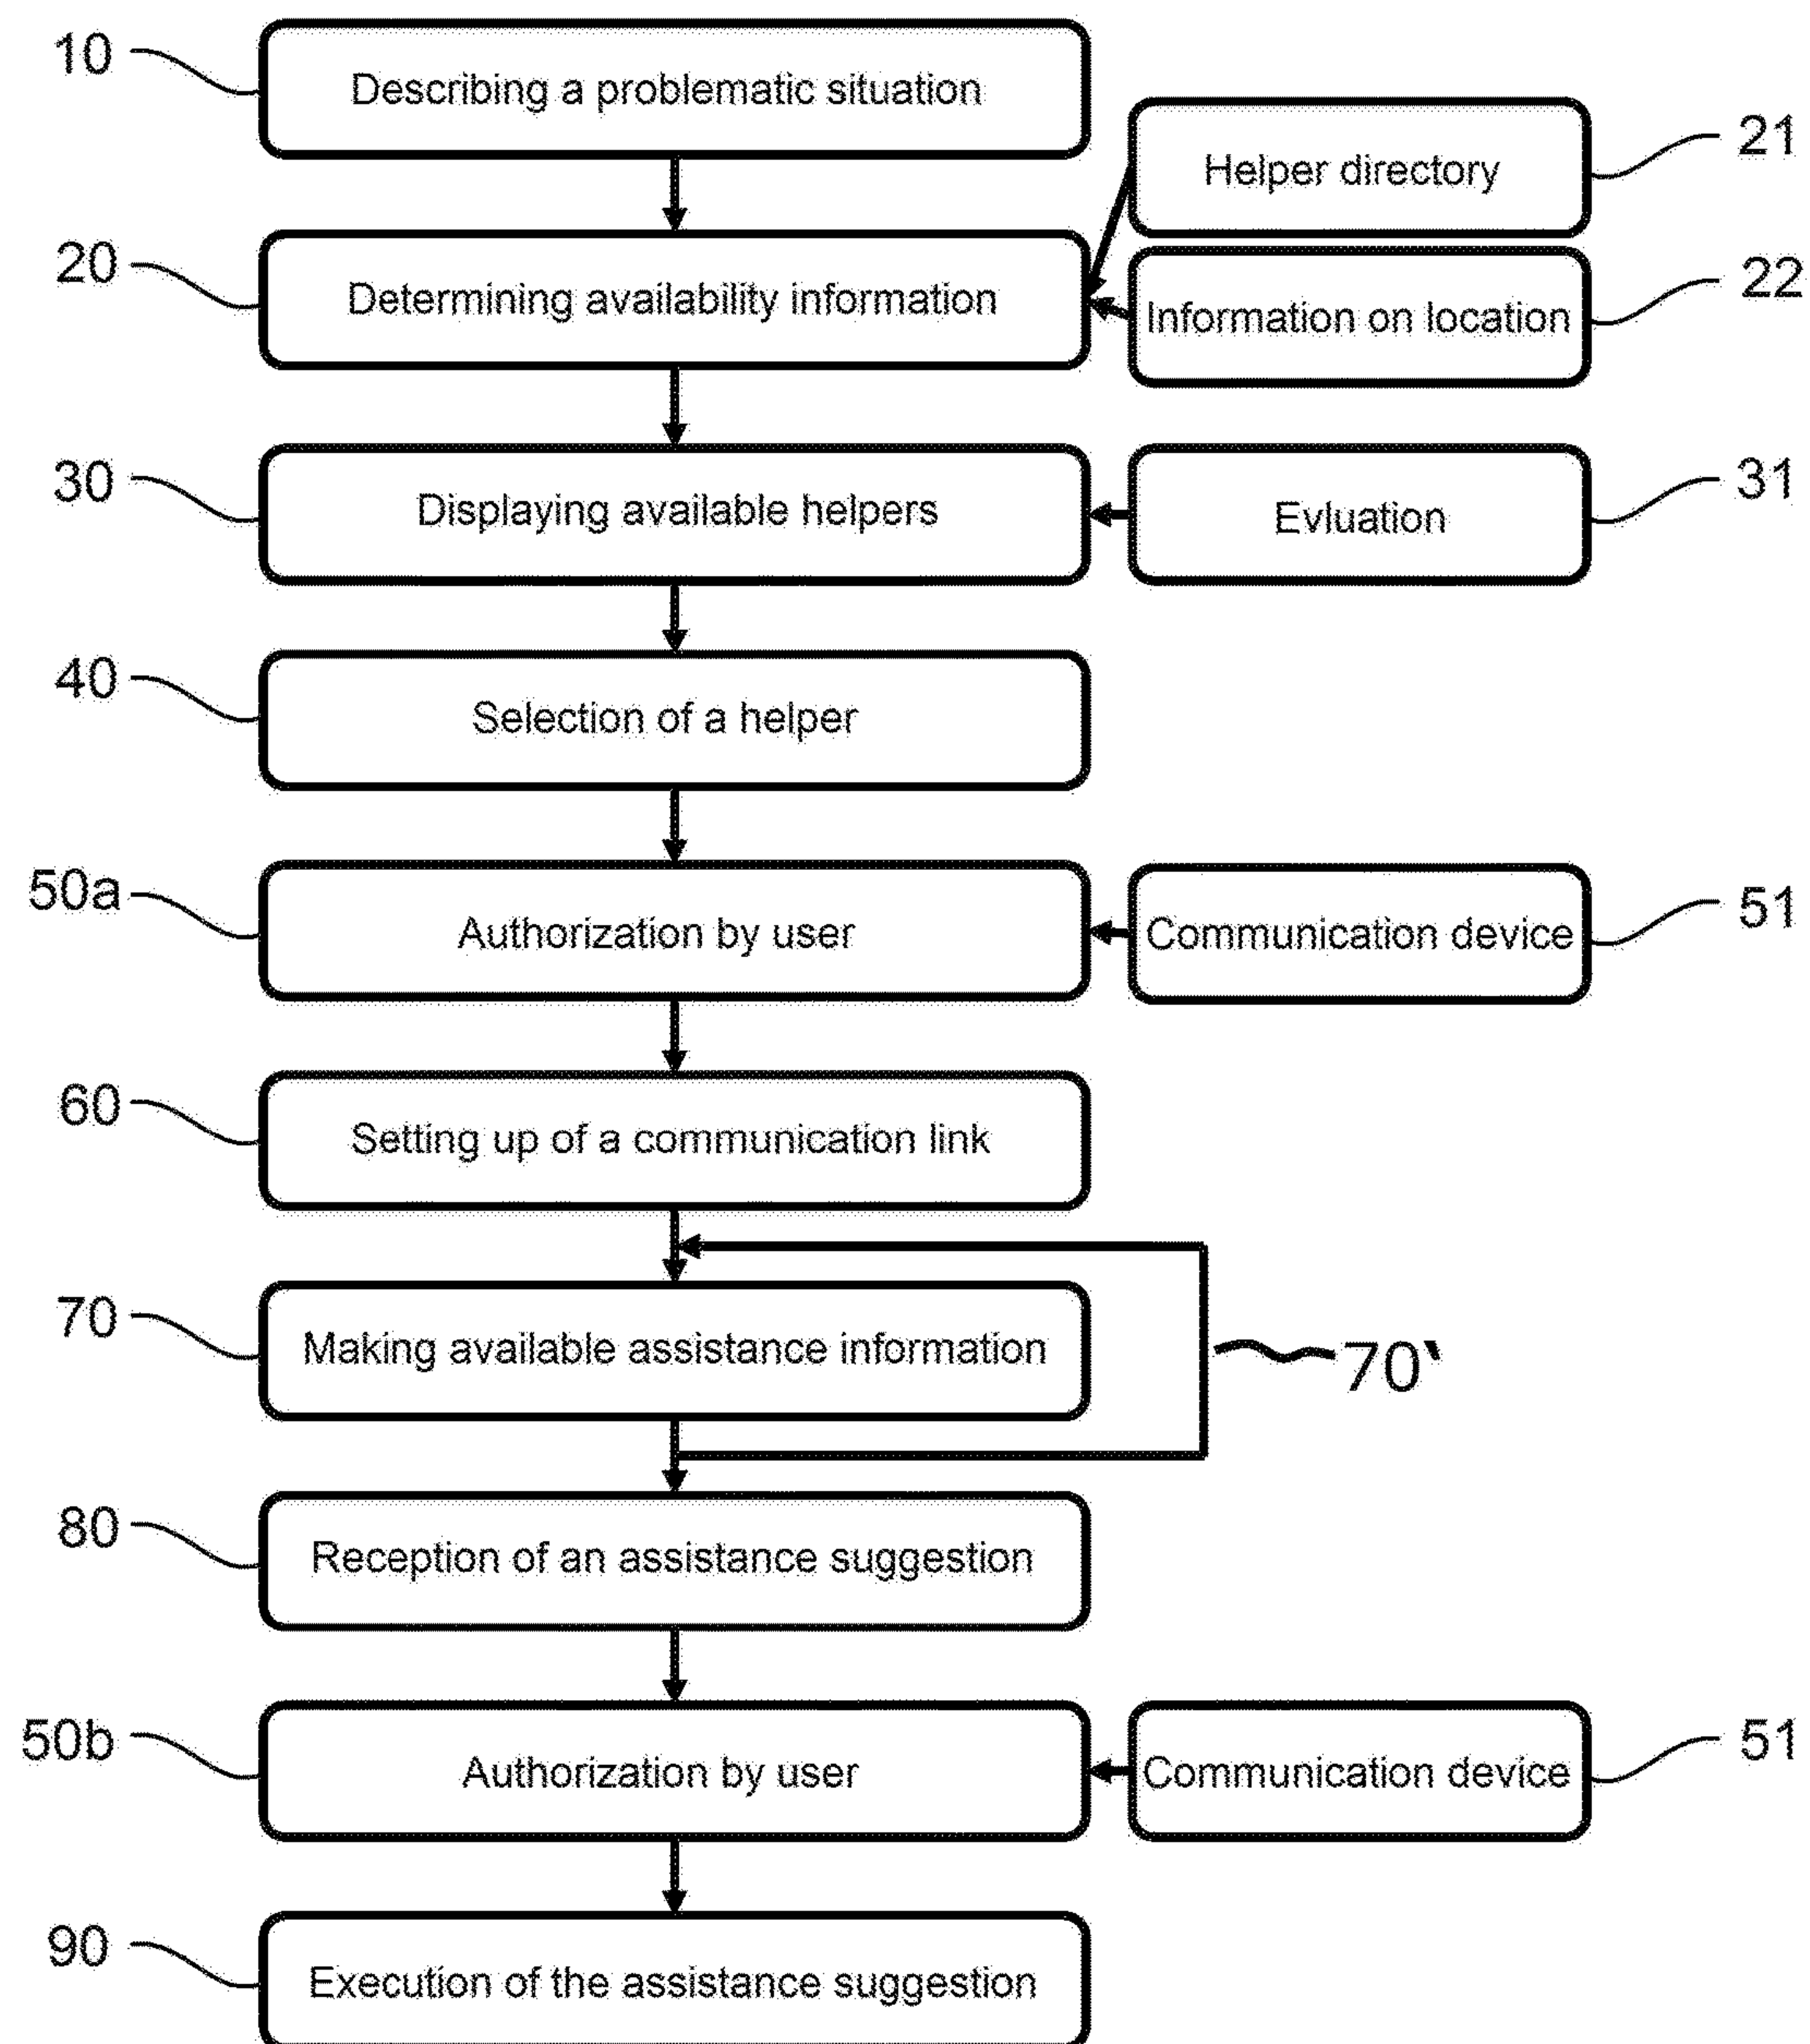 10
Describing a problematic situation
Helper directory
21
20
Determining availability information
Information on location
22
30
Displaying available helpers
Evluation
31
40
Selection of a helper
50a
Authorization by user
Communication device
51
60
Setting up of a communication link
70
Making available assistance information
70‵
80
Reception of an assistance suggestion
50b
Authorization by user
Communication device
51
90
Execution of the assistance suggestion